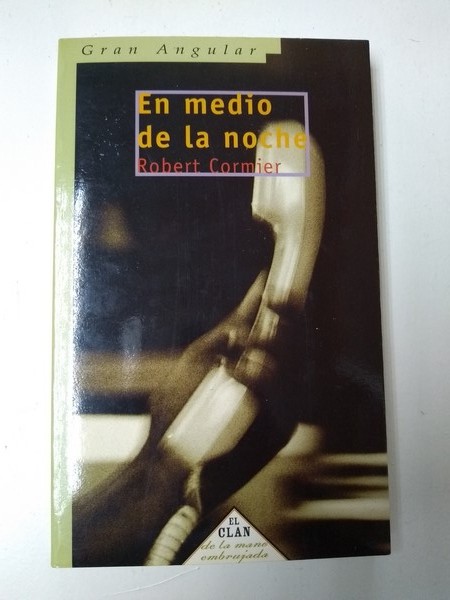 Gran Angular
En medio
de la noche
Robert Cormier
EL
CLAN
de la mano
embrujada